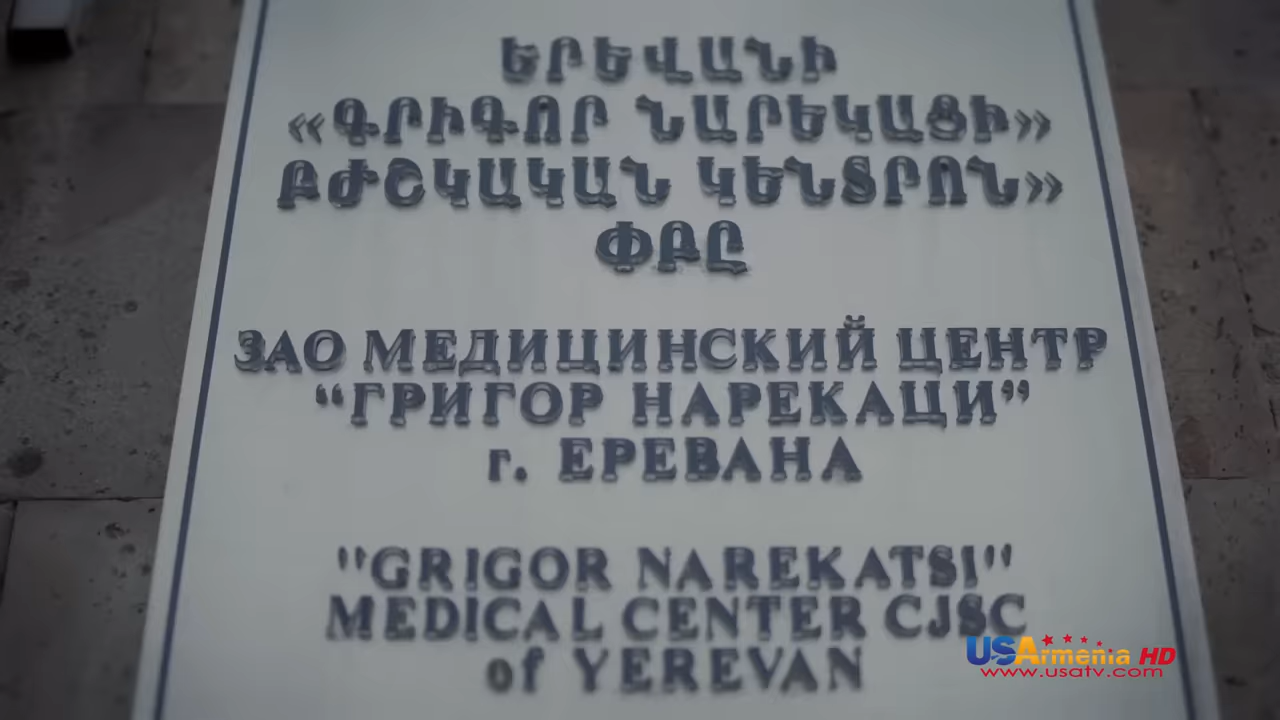 ԵՐԵՎԱՆԻ
«ԳՐԻԳՈՐ ՆԱՐԵԿԱՑԻ»
ԲԺՇԿԱԿԱՆ ԿԵՆՏՐՈՆ»
ՓԲԸ
ЗАО МЕДИЦИНСКИЙ ЦЕНТР
“ГРИГОР НАРЕКАЦИ”
г. ЕРЕВАНА
"GRIGOR NAREKATSI"
MEDICAL CENTER CJSC
of YEREVAN
USArmenia HD
www.usatv.com